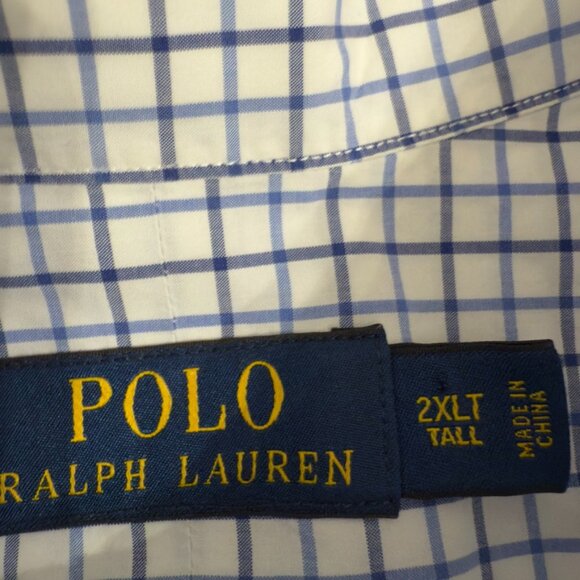 POLO
RALPH LAUREN
2XLT
TALL
MADE IN
CHINA